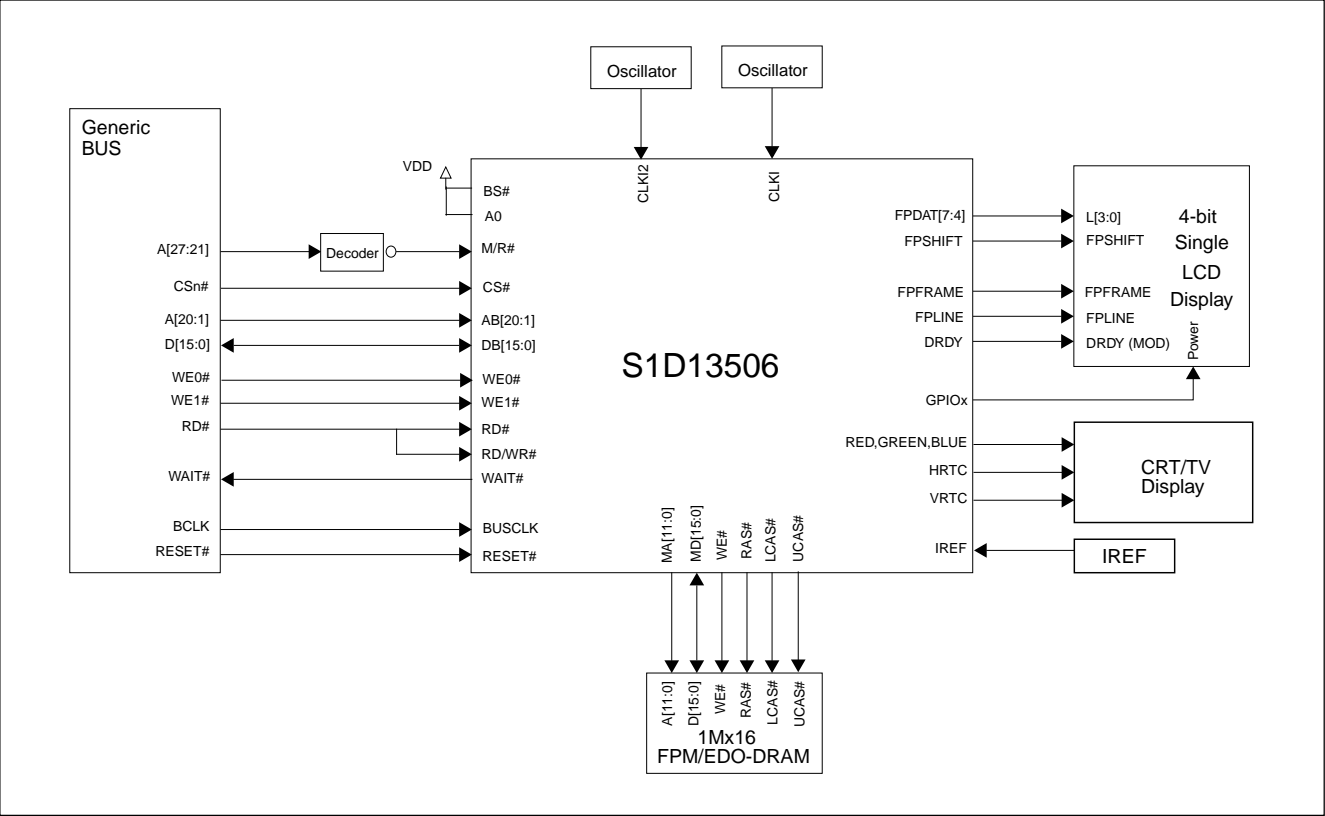 Oscillator
Oscillator
Generic
BUS
VDD
CLKI2
CLKI
BS#
A0
A[27:21]
Decoder
M/R#
CSn#
CS#
A[20:1]
AB[20:1]
D[15:0]
DB[15:0]
WE0#
WE0#
WE1#
WE1#
RD#
RD#
RD/WR#
WAIT#
WAIT#
BCLK
BUSCLK
RESET#
RESET#
S1D13506
FPDAT[7:4]
FPSHIFT
FPFRAME
FPLINE
DRDY
GPIOx
RED,GREEN,BLUE
HRTC
VRTC
IREF
L[3:0]
FPSHIFT
FPFRAME
FPLINE
DRDY (MOD)
4-bit
Single
LCD
Display
Power
CRT/TV
Display
IREF
MA[11:0]
MD[15:0]
WE#
RAS#
LCAS#
UCAS#
A[11:0]
D[15:0]
WE#
RAS#
LCAS#
UCAS#
1Mx16
FPM/EDO-DRAM